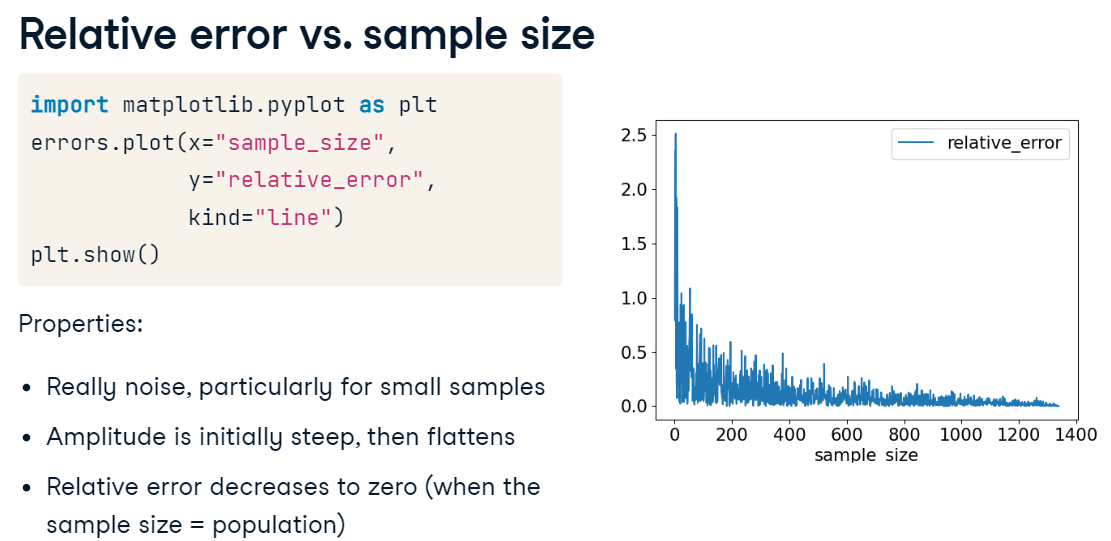 Relative error vs. sample size
import matplotlib.pyplot as plt
errors.plot(x="sample_size",
            y="relative_error",
            kind="line")
plt.show()
Properties:
• Really noise, particularly for small samples
• Amplitude is initially steep, then flattens
• Relative error decreases to zero (when the
sample size = population)
relative_error
2.5
2.0
1.5
1.0
0.5
0.0
0 200 400 600 800 1000 1200 1400
sample_size